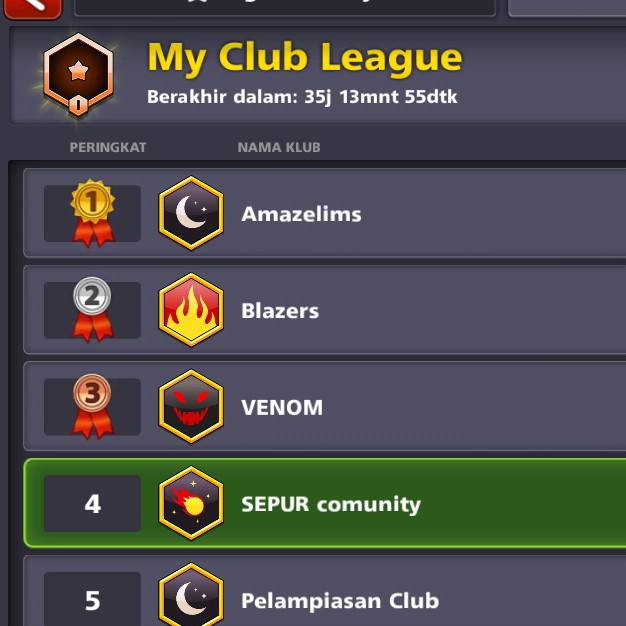 My Club League
Berakhir dalam: 35j 13mnt 55dtk
PERINGKAT NAMA KLUB
1 Amazelims
2 Blazers
3 VENOM
4 SEPUR comunity
5 Pelampiasan Club